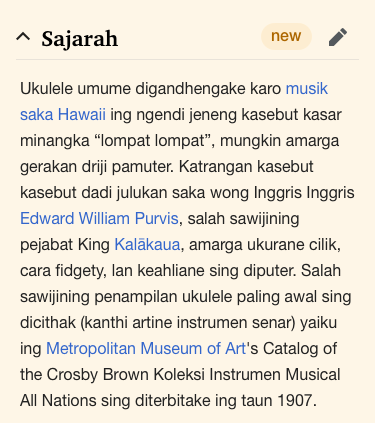 Sajarah
new
Ukulele umume digandhengake karo musik
saka Hawaii ing ngendi jeneng kasebut kasar
minangka “lompat lompat”, mungkin amarga
gerakan driji pamuter. Katrangan kasebut
kasebut dadi julukan saka wong Inggris Inggris
Edward William Purvis, salah sawijining
pejabat King Kalākaua, amarga ukurane cilik,
cara fidgety, lan keahliane sing diputer. Salah
sawijining penampilan ukulele paling awal sing
dicithak (kanthi artine instrumen senar) yaiku
ing Metropolitan Museum of Art's Catalog of
the Crosby Brown Koleksi Instrumen Musical
All Nations sing diterbitake ing taun 1907.